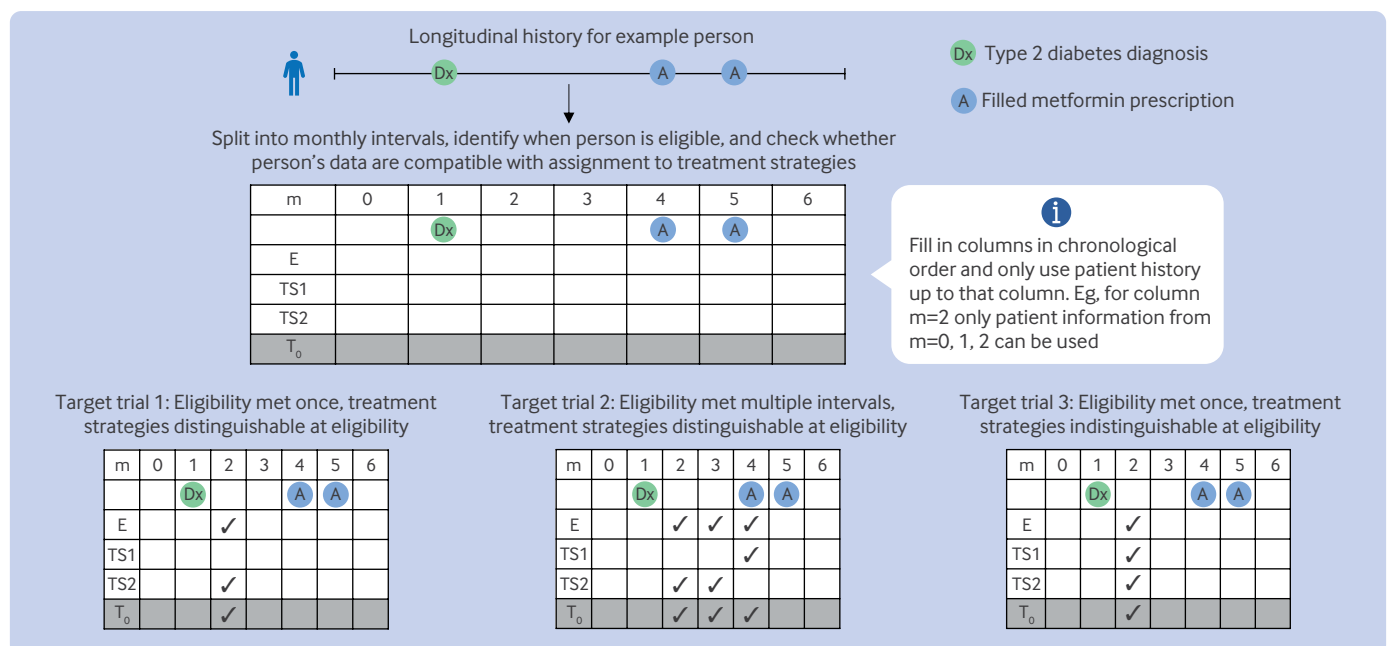 Longitudinal history for example person
Dx A A
Dx Type 2 diabetes diagnosis
A Filled metformin prescription
Split into monthly intervals, identify when person is eligible, and check whether
person's data are compatible with assignment to treatment strategies
m 0 1 2 3 4 5 6
Dx A A
E
TS1
TS2
T₀
i
Fill in columns in chronological
order and only use patient history
up to that column. Eg, for column
m=2 only patient information from
m=0, 1, 2 can be used
Target trial 1: Eligibility met once, treatment
strategies distinguishable at eligibility
m 0 1 2 3 4 5 6
Dx A A
E ✓
TS1
TS2 ✓
T₀ ✓
Target trial 2: Eligibility met multiple intervals,
treatment strategies distinguishable at eligibility
m 0 1 2 3 4 5 6
Dx A A
E ✓ ✓ ✓
TS1 ✓
TS2 ✓ ✓
T₀ ✓ ✓ ✓
Target trial 3: Eligibility met once, treatment
strategies indistinguishable at eligibility
m 0 1 2 3 4 5 6
Dx A A
E ✓
TS1 ✓
TS2 ✓
T₀ ✓